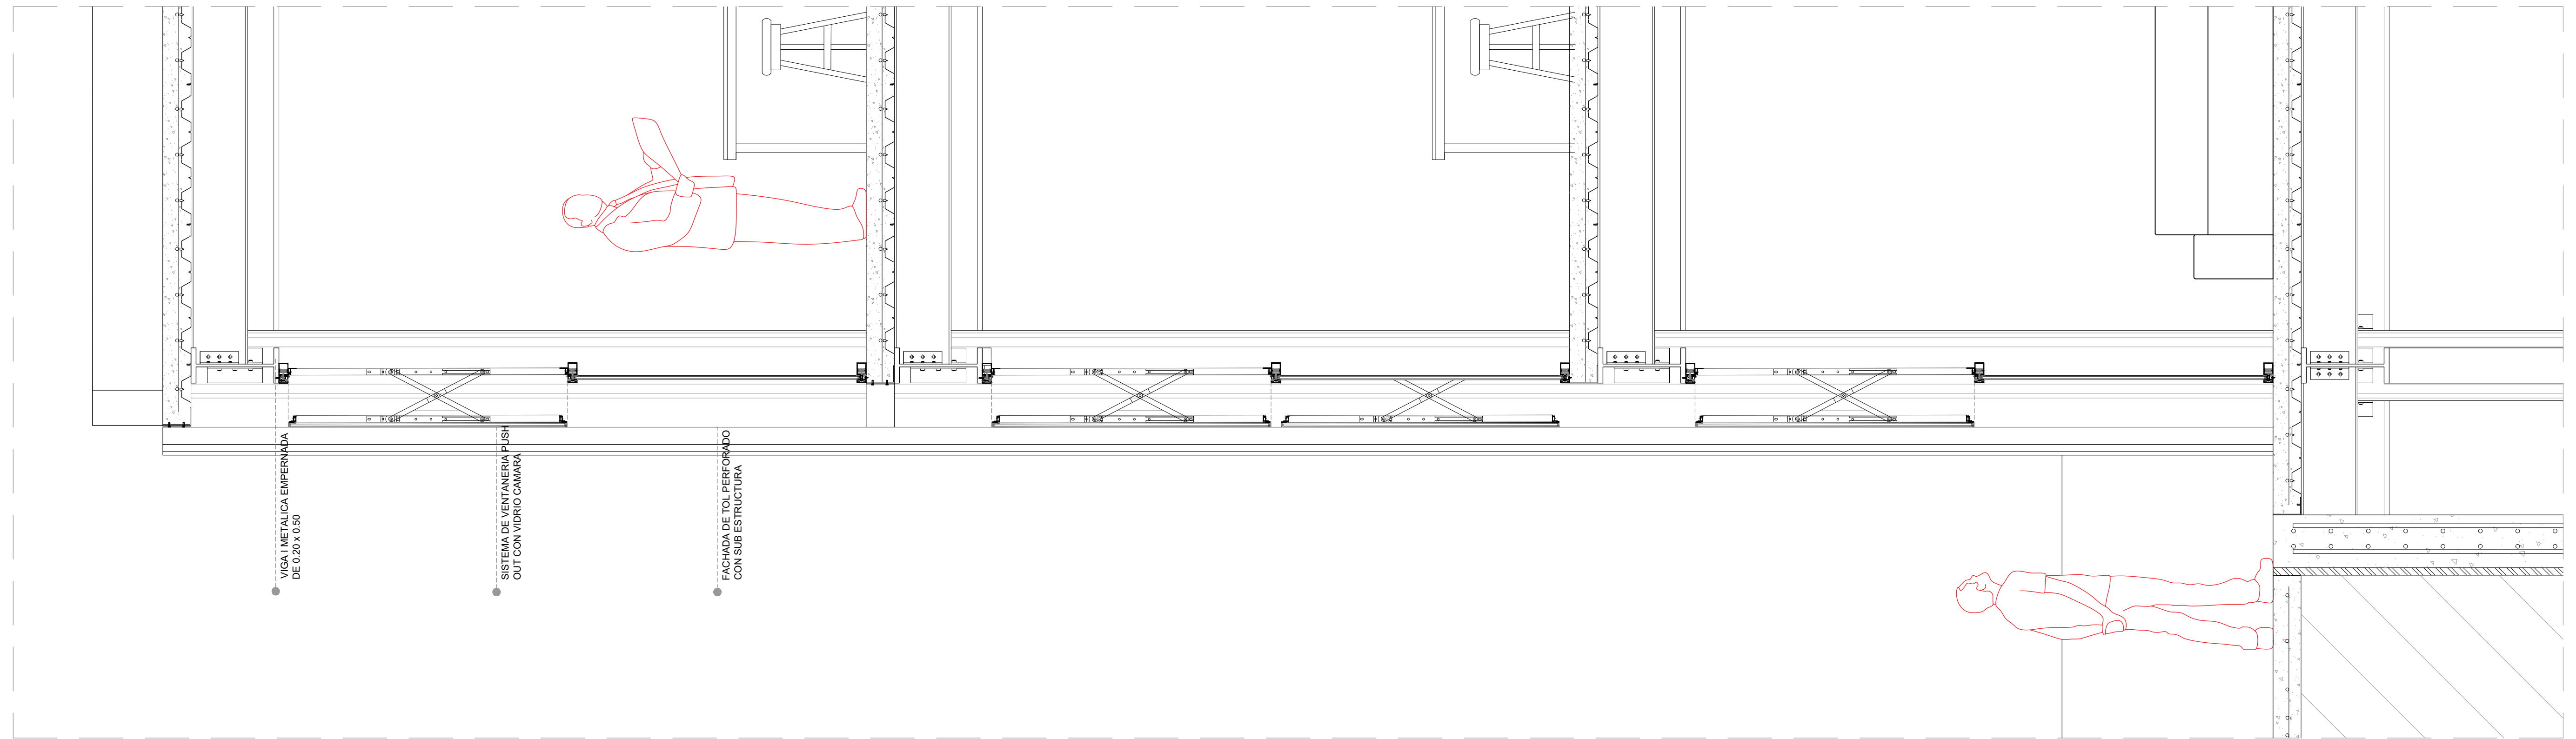 VIGA I METALICA EMPERNADA
DE 0.20 x 0.50
SISTEMA DE VENTANERIA PUSH
OUT CON VIDRIO CAMARA
FACHADA DE TOL PERFORADO
CON SUB ESTRUCTURA